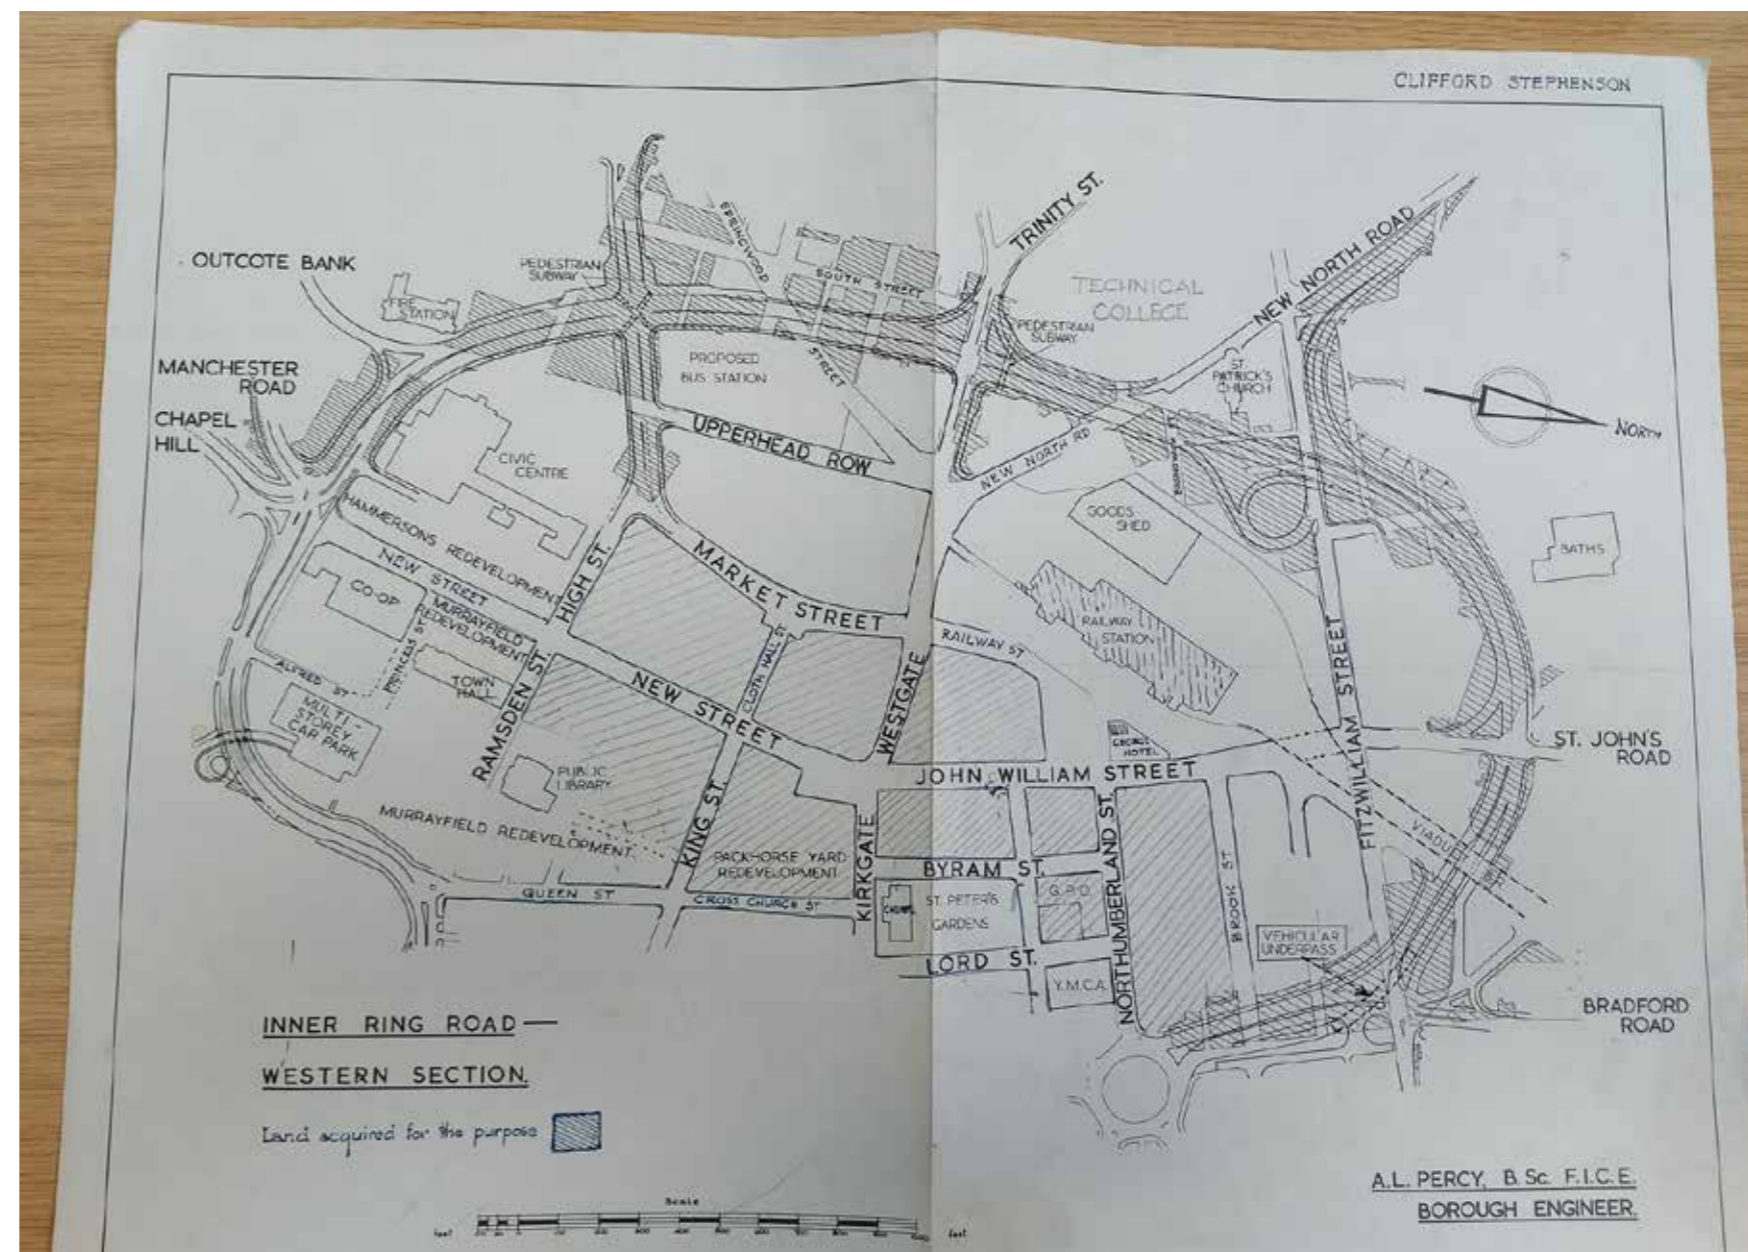 CLIFFORD STEPHENSON
TRINITY ST.
SPRINGWOOD
STREET
SOUTH STREET
NEW NORTH ROAD
OUTCOTE BANK
FIRE
STATION
PEDESTRIAN
SUBWAY
TECHNICAL
COLLEGE
PEDESTRIAN
SUBWAY
PROPOSED
BUS STATION
ST.
PATRICK'S
CHURCH
MANCHESTER
ROAD
CHAPEL
HILL
NORTH
UPPERHEAD ROW
NEW NORTH RD
CIVIC
CENTRE
GOODS
SHED
BATHS
HAMMERSONS REDEVELOPMENT
HIGH ST.
MARKET STREET
NEW STREET
CO-OP
MURRAYFIELD
REDEVELOPMENT
PRINCESS ST.
CLOTH HALL ST.
RAILWAY ST
RAILWAY
STATION
FITZWILLIAM STREET
ALFRED ST
TOWN
HALL
RAMSDEN ST.
NEW STREET
WESTGATE
MULTI-
STOREY
CAR PARK
GEORGE
HOTEL
ST. JOHN'S
ROAD
PUBLIC
LIBRARY
KING ST.
JOHN WILLIAM STREET
MURRAYFIELD REDEVELOPMENT.
VIADUCT
PACKHORSE YARD
REDEVELOPMENT
KIRKGATE
BYRAM ST.
NORTHUMBERLAND ST.
BROOK ST.
QUEEN ST
CROSS CHURCH ST
ST. PETER'S
GARDENS
G.P.O.
VEHICULAR
UNDERPASS
LORD ST.
Y.M.C.A.
BRADFORD
ROAD
INNER RING ROAD —
WESTERN SECTION.
Land acquired for the purpose
Scale
feet
feet
A.L. PERCY, B.Sc. F.I.C.E.
BOROUGH ENGINEER.